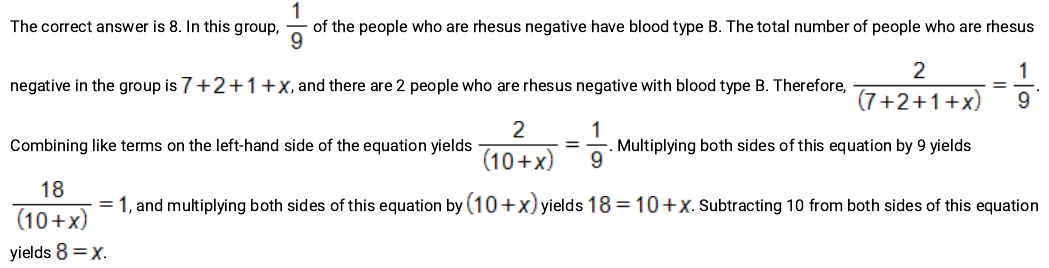 The correct answer is 8. In this group, 1/9 of the people who are rhesus negative have blood type B. The total number of people who are rhesus
negative in the group is 7+2+1+x, and there are 2 people who are rhesus negative with blood type B. Therefore, 2/(7+2+1+x) = 1/9.
Combining like terms on the left-hand side of the equation yields 2/(10+x) = 1/9. Multiplying both sides of this equation by 9 yields
18/(10+x) = 1, and multiplying both sides of this equation by (10+x) yields 18 = 10+x. Subtracting 10 from both sides of this equation
yields 8 = x.